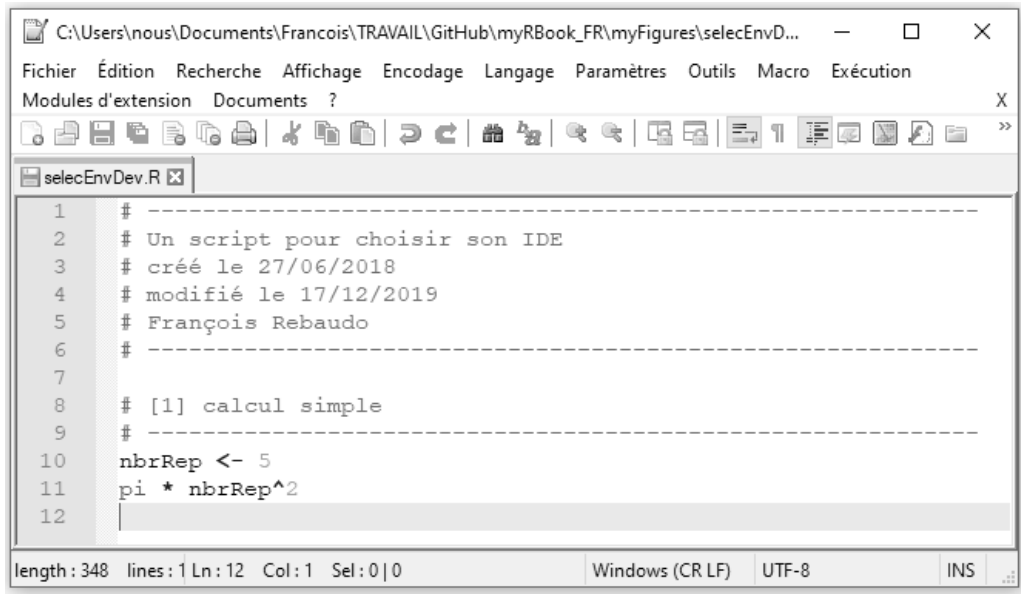 C:\Users\nous\Documents\Francois\TRAVAIL\GitHub\myRBook_FR\myFigures\selecEnvD...
Fichier Édition Recherche Affichage Encodage Langage Paramètres Outils Macro Exécution
Modules d'extension Documents ? X
selecEnvDev.R
1 # -------------------------------------------------------------
2 # Un script pour choisir son IDE
3 # créé le 27/06/2018
4 # modifié le 17/12/2019
5 # François Rebaudo
6 # -------------------------------------------------------------
7
8 # [1] calcul simple
9 # -------------------------------------------------------------
10 nbrRep <- 5
11 pi * nbrRep^2
12
length : 348 lines : 1 Ln : 12 Col : 1 Sel : 0 | 0 Windows (CR LF) UTF-8 INS